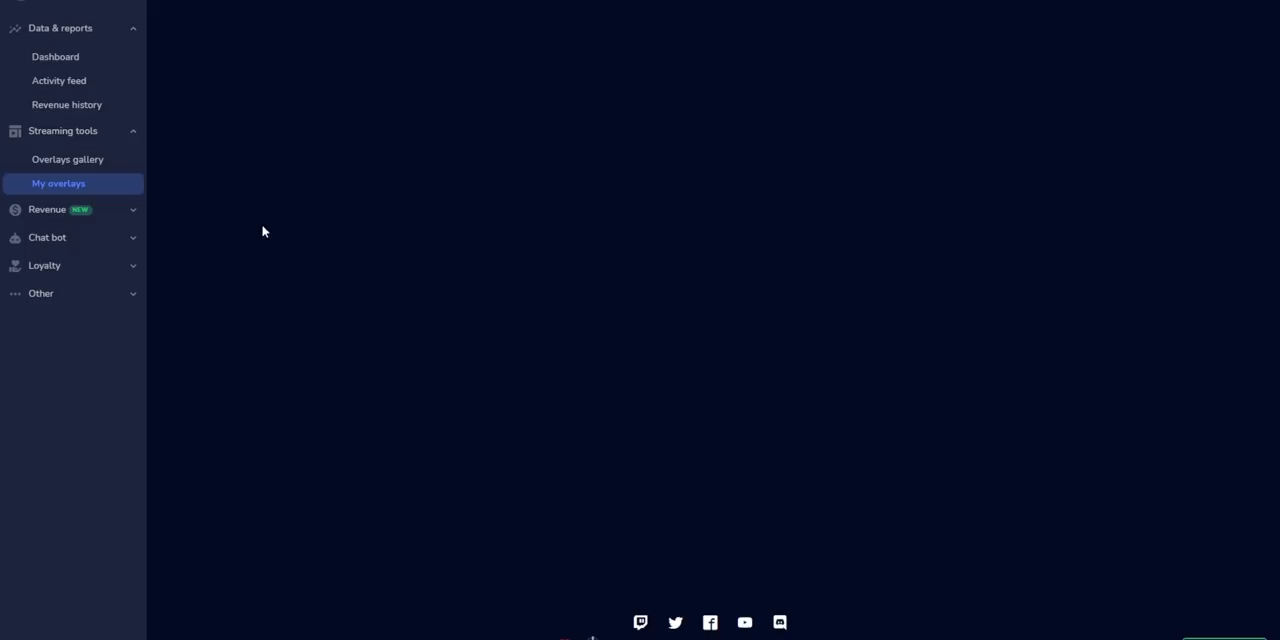 Data & reports
Dashboard
Activity feed
Revenue history
Streaming tools
Overlays gallery
My overlays
Revenue NEW
Chat bot
Loyalty
Other